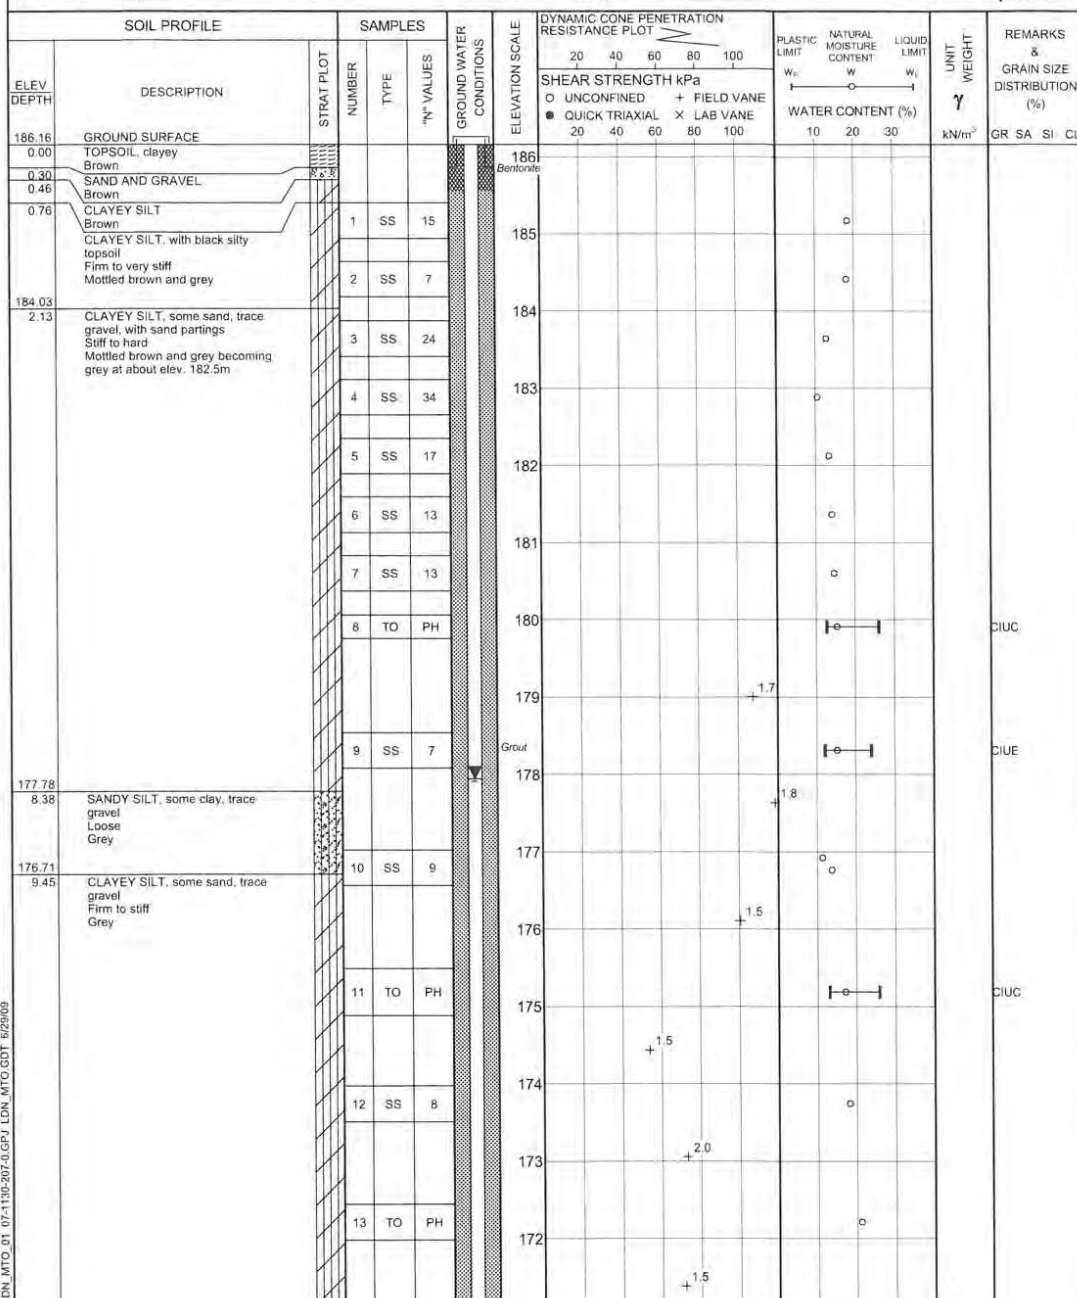 SOIL PROFILE
SAMPLES
GROUND WATER CONDITIONS
ELEVATION SCALE
DYNAMIC CONE PENETRATION
RESISTANCE PLOT
20 40 60 80 100
PLASTIC LIMIT
NATURAL MOISTURE CONTENT
LIQUID LIMIT
UNIT WEIGHT
REMARKS
&
GRAIN SIZE
DISTRIBUTION
(%)
ELEV
DEPTH
DESCRIPTION
STRAT PLOT
NUMBER
TYPE
"N" VALUES
SHEAR STRENGTH kPa
○ UNCONFINED + FIELD VANE
● QUICK TRIAXIAL × LAB VANE
20 40 60 80 100
W
WATER CONTENT (%)
10 20 30
γ
kN/m³
GR SA SI CL
186.16 GROUND SURFACE
0.00 TOPSOIL, clayey
Brown
0.30 SAND AND GRAVEL
0.46 Brown
0.76 CLAYEY SILT
Brown
CLAYEY SILT, with black silty
topsoil
Firm to very stiff
Mottled brown and grey
184.03
2.13 CLAYEY SILT, some sand, trace
gravel, with sand partings
Stiff to hard
Mottled brown and grey becoming
grey at about elev. 182.5m
177.78
8.38 SANDY SILT, some clay, trace
gravel
Loose
Grey
176.71
9.45 CLAYEY SILT, some sand, trace
gravel
Firm to stiff
Grey
1 SS 15
2 SS 7
3 SS 24
4 SS 34
5 SS 17
6 SS 13
7 SS 13
8 TO PH
9 SS 7
10 SS 9
11 TO PH
12 SS 8
13 TO PH
Bentonite
Grout
186
185
184
183
182
181
180
179
178
177
176
175
174
173
172
1.7
1.8
1.5
1.5
2.0
1.5
CIUC
CIUE
CIUC
DN_MTO_01 07-1130-207-0.GPJ LDN_MTO.GDT 6/29/09